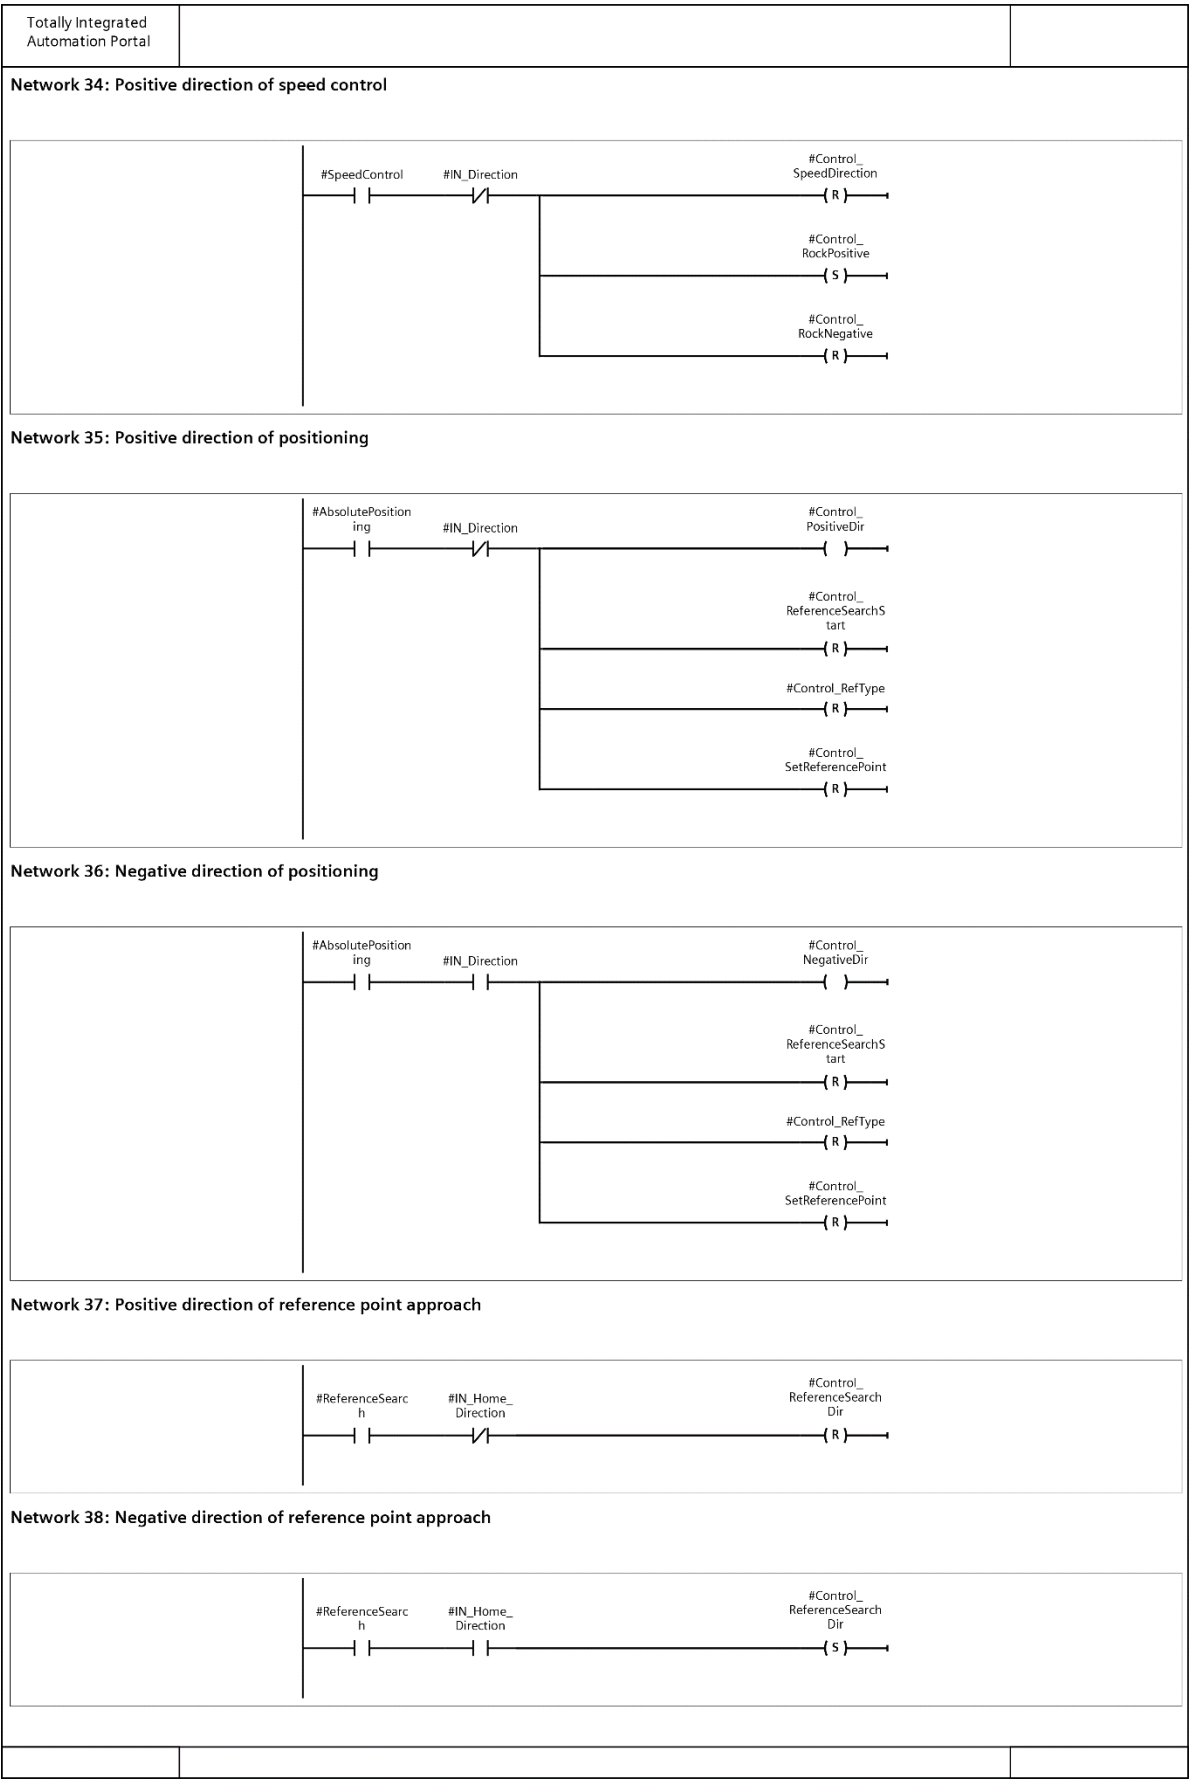 Totally Integrated
Automation Portal
Network 34: Positive direction of speed control
#SpeedControl
#IN_Direction
#Control_
SpeedDirection
R
#Control_
RockPositive
S
#Control_
RockNegative
R
Network 35: Positive direction of positioning
#AbsolutePosition
ing
#IN_Direction
#Control_
PositiveDir
#Control_
ReferenceSearchS
tart
R
#Control_RefType
R
#Control_
SetReferencePoint
R
Network 36: Negative direction of positioning
#AbsolutePosition
ing
#IN_Direction
#Control_
NegativeDir
#Control_
ReferenceSearchS
tart
R
#Control_RefType
R
#Control_
SetReferencePoint
R
Network 37: Positive direction of reference point approach
#ReferenceSearc
h
#IN_Home_
Direction
#Control_
ReferenceSearch
Dir
R
Network 38: Negative direction of reference point approach
#ReferenceSearc
h
#IN_Home_
Direction
#Control_
ReferenceSearch
Dir
S